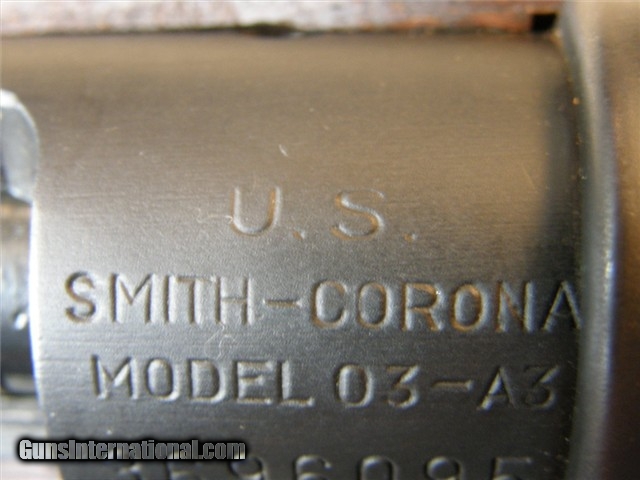 U.S.
SMITH-CORONA
MODEL 03-A3
GunsInternational.com